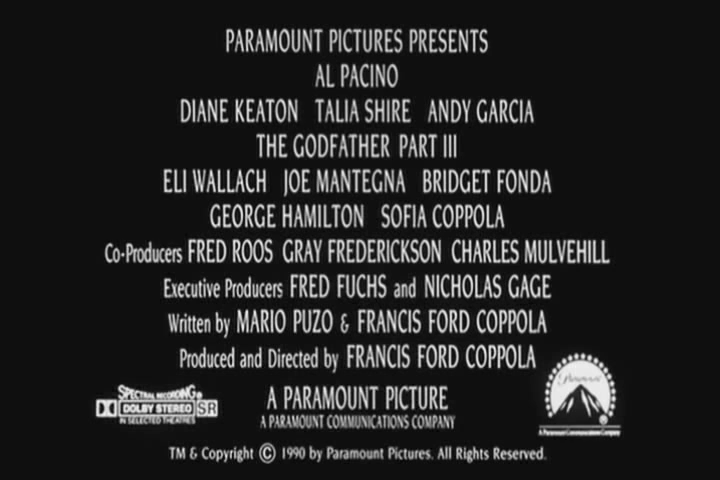 PARAMOUNT PICTURES PRESENTS
AL PACINO
DIANE KEATON TALIA SHIRE ANDY GARCIA
THE GODFATHER PART III
ELI WALLACH JOE MANTEGNA BRIDGET FONDA
GEORGE HAMILTON SOFIA COPPOLA
Co-Producers FRED ROOS GRAY FREDERICKSON CHARLES MULVEHILL
Executive Producers FRED FUCHS and NICHOLAS GAGE
Written by MARIO PUZO & FRANCIS FORD COPPOLA
Produced and Directed by FRANCIS FORD COPPOLA
SPECTRAL RECORDING
DOLBY STEREO SR
IN SELECTED THEATRES
A PARAMOUNT PICTURE
A PARAMOUNT COMMUNICATIONS COMPANY
Paramount
A Paramount Communications Company
TM & Copyright © 1990 by Paramount Pictures. All Rights Reserved.